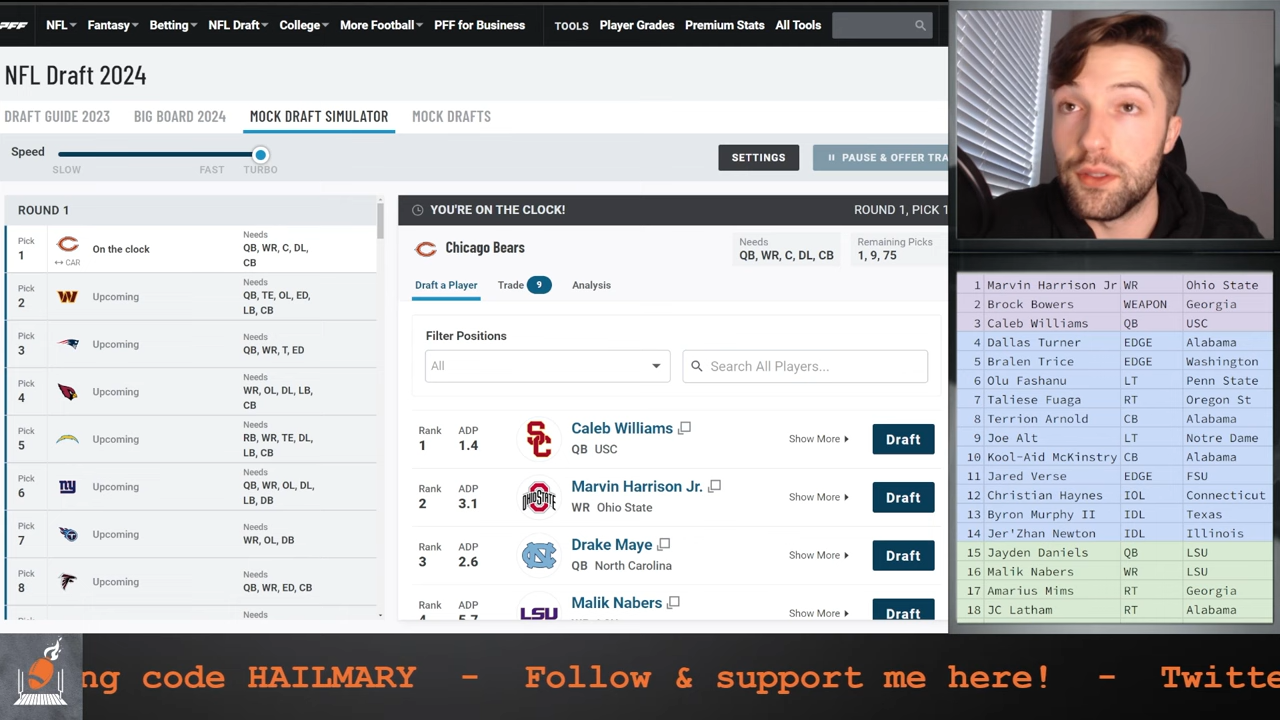 PFF NFL Fantasy Betting NFL Draft College More Football PFF for Business TOOLS Player Grades Premium Stats All Tools
NFL Draft 2024
DRAFT GUIDE 2023 BIG BOARD 2024 MOCK DRAFT SIMULATOR MOCK DRAFTS
Speed
SLOW FAST TURBO
SETTINGS
PAUSE & OFFER TRA
ROUND 1
Pick 1
↔ CAR
On the clock
Needs
QB, WR, C, DL,
CB
Pick 2
Upcoming
Needs
QB, TE, OL, ED,
LB, CB
Pick 3
Upcoming
Needs
QB, WR, T, ED
Pick 4
Upcoming
Needs
WR, OL, DL, LB,
CB
Pick 5
Upcoming
Needs
RB, WR, TE, DL,
LB, CB
Pick 6
ny
Upcoming
Needs
QB, WR, OL, DL,
LB, DB
Pick 7
Upcoming
Needs
WR, OL, DB
Pick 8
Upcoming
Needs
QB, WR, ED, CB
Needs
YOU'RE ON THE CLOCK! ROUND 1, PICK 1
Chicago Bears
Needs
QB, WR, C, DL, CB
Remaining Picks
1, 9, 75
Draft a Player Trade 9 Analysis
Filter Positions
All
Search All Players...
Rank 1
ADP 1.4
SC
Caleb Williams
QB USC
Show More
Draft
Rank 2
ADP 3.1
OHIO STATE
Marvin Harrison Jr.
WR Ohio State
Show More
Draft
Rank 3
ADP 2.6
NC
Drake Maye
QB North Carolina
Show More
Draft
Rank
ADP
LSU
Malik Nabers
Show More
Draft
1 Marvin Harrison Jr WR Ohio State
2 Brock Bowers WEAPON Georgia
3 Caleb Williams QB USC
4 Dallas Turner EDGE Alabama
5 Bralen Trice EDGE Washington
6 Olu Fashanu LT Penn State
7 Taliese Fuaga RT Oregon St
8 Terrion Arnold CB Alabama
9 Joe Alt LT Notre Dame
10 Kool-Aid McKinstry CB Alabama
11 Jared Verse EDGE FSU
12 Christian Haynes IOL Connecticut
13 Byron Murphy II IDL Texas
14 Jer'Zhan Newton IDL Illinois
15 Jayden Daniels QB LSU
16 Malik Nabers WR LSU
17 Amarius Mims RT Georgia
18 JC Latham RT Alabama
ng code HAILMARY - Follow & support me here! - Twitte